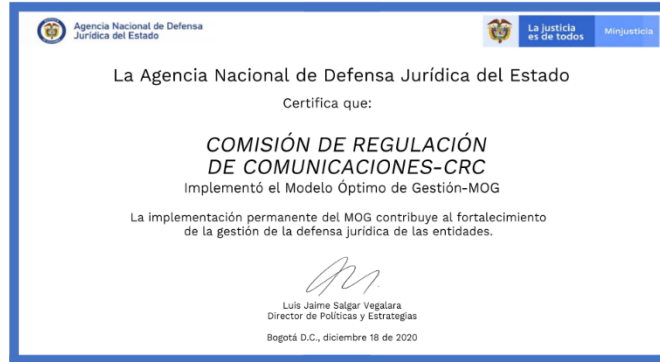 Agencia Nacional de Defensa
Jurídica del Estado
La justicia
es de todos
Minjusticia
La Agencia Nacional de Defensa Jurídica del Estado
Certifica que:
COMISIÓN DE REGULACIÓN
DE COMUNICACIONES-CRC
Implementó el Modelo Óptimo de Gestión-MOG
La implementación permanente del MOG contribuye al fortalecimiento
de la gestión de la defensa jurídica de las entidades.
Luis Jaime Salgar Vegalara
Director de Políticas y Estrategias
Bogotá D.C., diciembre 18 de 2020